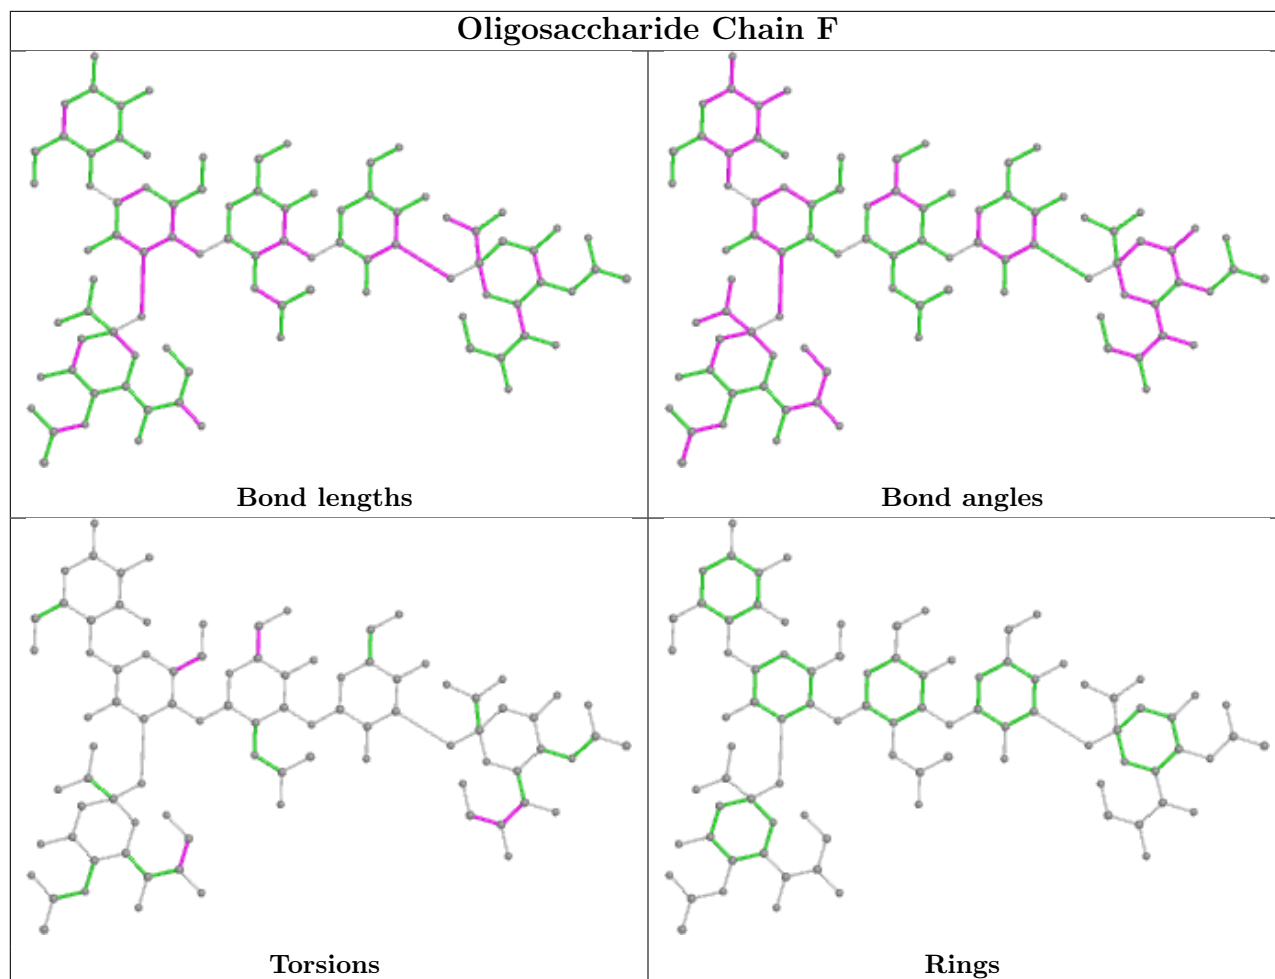 Oligosaccharide Chain F
Bond lengths
Bond angles
Torsions
Rings